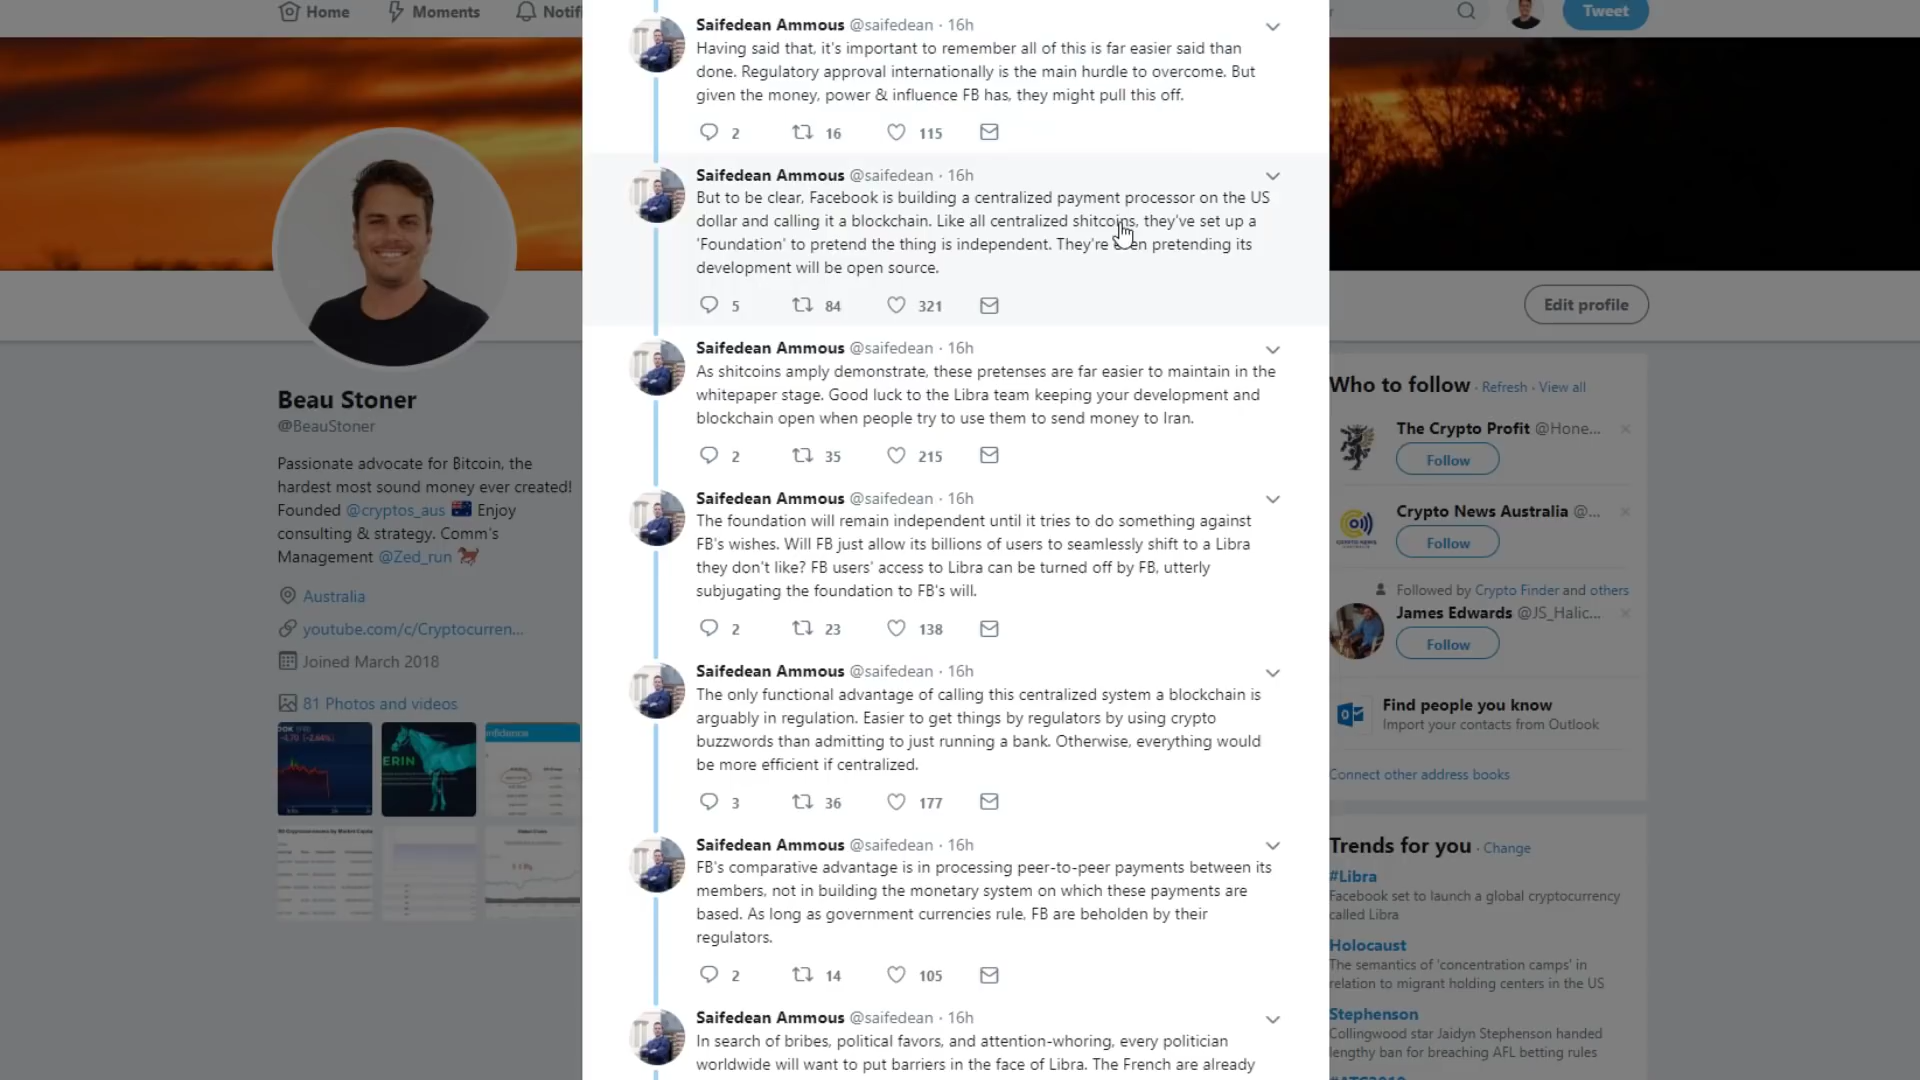 Home
Moments
Notifi
Tweet
Saifedean Ammous @saifedean · 16h
Having said that, it's important to remember all of this is far easier said than
done. Regulatory approval internationally is the main hurdle to overcome. But
given the money, power & influence FB has, they might pull this off.
2 16 115
Saifedean Ammous @saifedean · 16h
But to be clear, Facebook is building a centralized payment processor on the US
dollar and calling it a blockchain. Like all centralized shitcoins, they've set up a
'Foundation' to pretend the thing is independent. They're even pretending its
development will be open source.
5 84 321
Saifedean Ammous @saifedean · 16h
As shitcoins amply demonstrate, these pretenses are far easier to maintain in the
whitepaper stage. Good luck to the Libra team keeping your development and
blockchain open when people try to use them to send money to Iran.
2 35 215
Saifedean Ammous @saifedean · 16h
The foundation will remain independent until it tries to do something against
FB's wishes. Will FB just allow its billions of users to seamlessly shift to a Libra
they don't like? FB users' access to Libra can be turned off by FB, utterly
subjugating the foundation to FB's will.
2 23 138
Saifedean Ammous @saifedean · 16h
The only functional advantage of calling this centralized system a blockchain is
arguably in regulation. Easier to get things by regulators by using crypto
buzzwords than admitting to just running a bank. Otherwise, everything would
be more efficient if centralized.
3 36 177
Saifedean Ammous @saifedean · 16h
FB's comparative advantage is in processing peer-to-peer payments between its
members, not in building the monetary system on which these payments are
based. As long as government currencies rule, FB are beholden by their
regulators.
2 14 105
Saifedean Ammous @saifedean · 16h
In search of bribes, political favors, and attention-whoring, every politician
worldwide will want to put barriers in the face of Libra. The French are already
Beau Stoner
@BeauStoner
Passionate advocate for Bitcoin, the
hardest most sound money ever created!
Founded @cryptos_aus Enjoy
consulting & strategy. Comm's
Management @Zed_run
Australia
youtube.com/c/Cryptocurren...
Joined March 2018
81 Photos and videos
-4.70 (-2.44%)
ERIN
nfidence
Edit profile
Who to follow · Refresh · View all
The Crypto Profit @Hone...
Follow
Crypto News Australia @...
Follow
Followed by Crypto Finder and others
James Edwards @JS_Halic...
Follow
Find people you know
Import your contacts from Outlook
Connect other address books
Trends for you · Change
#Libra
Facebook set to launch a global cryptocurrency
called Libra
Holocaust
The semantics of 'concentration camps' in
relation to migrant holding centers in the US
Stephenson
Collingwood star Jaidyn Stephenson handed
lengthy ban for breaching AFL betting rules